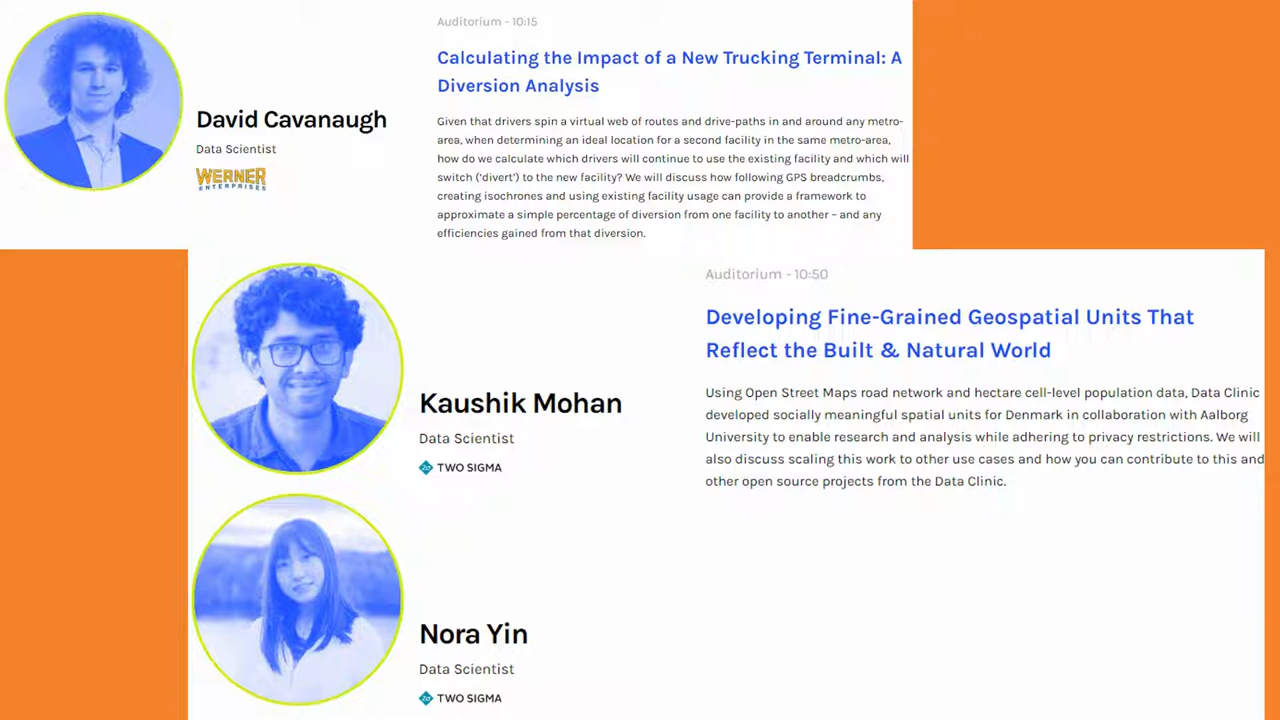 Auditorium - 10:15
Calculating the Impact of a New Trucking Terminal: A
Diversion Analysis
David Cavanaugh
Data Scientist
WERNER
ENTERPRISES
Given that drivers spin a virtual web of routes and drive-paths in and around any metro-
area, when determining an ideal location for a second facility in the same metro-area,
how do we calculate which drivers will continue to use the existing facility and which will
switch (‘divert’) to the new facility? We will discuss how following GPS breadcrumbs,
creating isochrones and using existing facility usage can provide a framework to
approximate a simple percentage of diversion from one facility to another – and any
efficiencies gained from that diversion.
Auditorium - 10:50
Developing Fine-Grained Geospatial Units That
Reflect the Built & Natural World
Kaushik Mohan
Data Scientist
2σ TWO SIGMA
Using Open Street Maps road network and hectare cell-level population data, Data Clinic
developed socially meaningful spatial units for Denmark in collaboration with Aalborg
University to enable research and analysis while adhering to privacy restrictions. We will
also discuss scaling this work to other use cases and how you can contribute to this and
other open source projects from the Data Clinic.
Nora Yin
Data Scientist
2σ TWO SIGMA